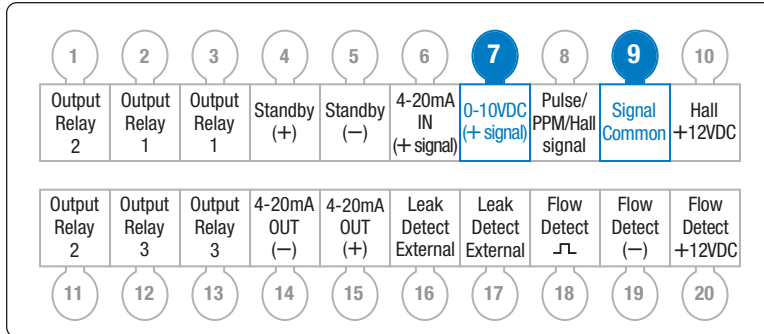 1 2 3 4 5 6 7 8 9 10
Output Output Output Standby Standby 4-20mA 0-10VDC Pulse/ Signal Hall
Relay Relay Relay (+) (—) IN (+ signal) PPM/Hall Common +12VDC
2 1 1 (+ signal) signal
Output Output Output 4-20mA 4-20mA Leak Leak Flow Flow Flow
Relay Relay Relay OUT OUT Detect Detect Detect Detect Detect
2 3 3 (—) (+) External External (—) +12VDC
11 12 13 14 15 16 17 18 19 20